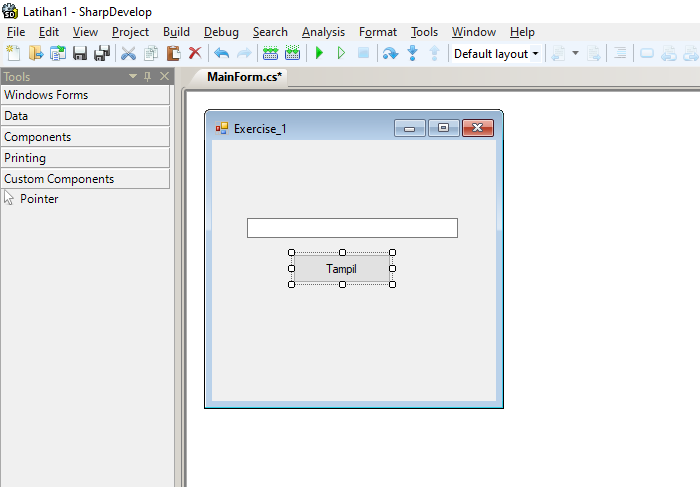 Latihan1 - SharpDevelop
File Edit View Project Build Debug Search Analysis Format Tools Window Help
Default layout
Tools
MainForm.cs*
Windows Forms
Data
Components
Printing
Custom Components
Pointer
Exercise_1
Tampil